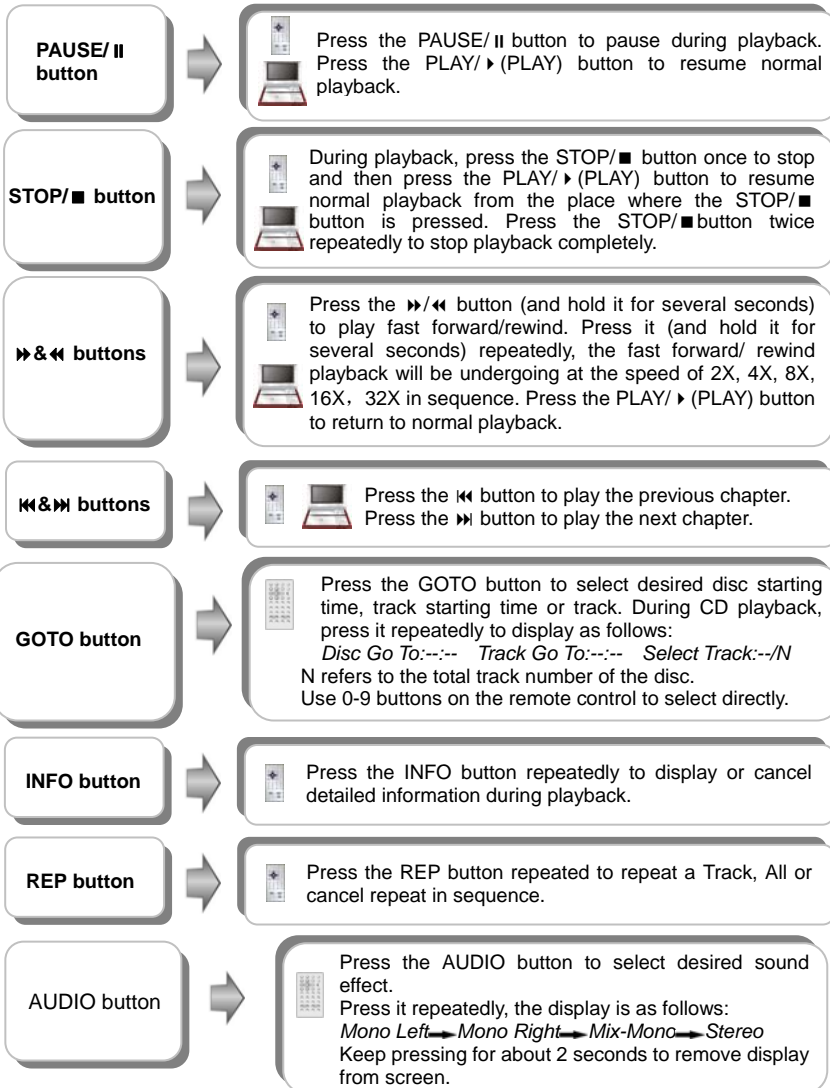 PAUSE/⏸
button
Press the PAUSE/⏸ button to pause during playback.
Press the PLAY/ ▶ (PLAY) button to resume normal
playback.
STOP/■ button
During playback, press the STOP/■ button once to stop
and then press the PLAY/ ▶ (PLAY) button to resume
normal playback from the place where the STOP/■
button is pressed. Press the STOP/■button twice
repeatedly to stop playback completely.
⏩&⏪ buttons
Press the ⏩/⏪ button (and hold it for several seconds)
to play fast forward/rewind. Press it (and hold it for
several seconds) repeatedly, the fast forward/ rewind
playback will be undergoing at the speed of 2X, 4X, 8X,
16X，32X in sequence. Press the PLAY/ ▶ (PLAY) button
to return to normal playback.
⏮&⏭ buttons
Press the ⏮ button to play the previous chapter.
Press the ⏭ button to play the next chapter.
GOTO button
Press the GOTO button to select desired disc starting
time, track starting time or track. During CD playback,
press it repeatedly to display as follows:
Disc Go To:--:-- Track Go To:--:-- Select Track:--/N
N refers to the total track number of the disc.
Use 0-9 buttons on the remote control to select directly.
INFO button
Press the INFO button repeatedly to display or cancel
detailed information during playback.
REP button
Press the REP button repeated to repeat a Track, All or
cancel repeat in sequence.
AUDIO button
Press the AUDIO button to select desired sound
effect.
Press it repeatedly, the display is as follows:
Mono Left→Mono Right→Mix-Mono→Stereo
Keep pressing for about 2 seconds to remove display
from screen.